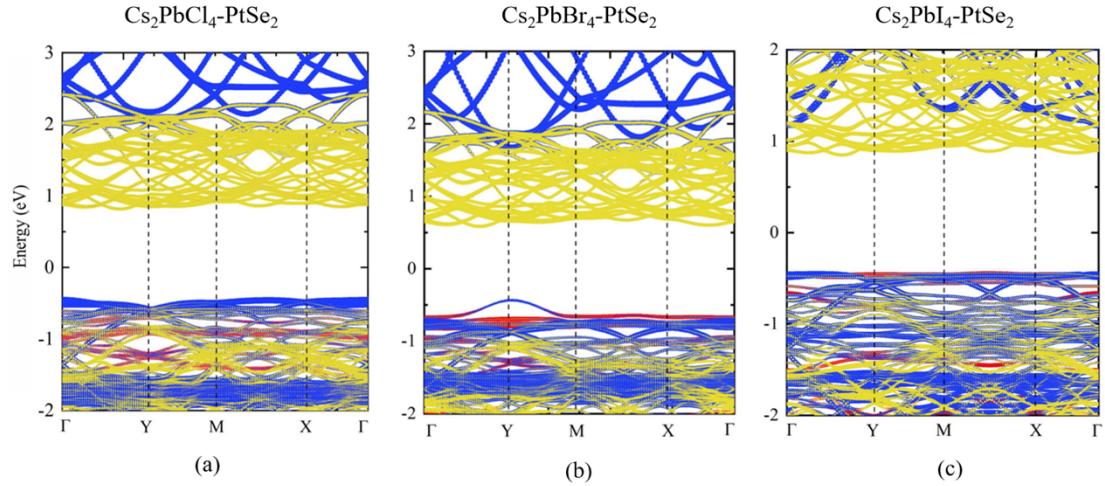 Cs₂PbCl₄-PtSe₂ Cs₂PbBr₄-PtSe₂ Cs₂PbI₄-PtSe₂
Energy (eV)
3
2
1
0
-1
-2
Γ Y M X Γ
(a)
3
2
1
0
-1
-2
Γ Y M X Γ
(b)
2
1
0
-1
-2
Γ Y M X Γ
(c)